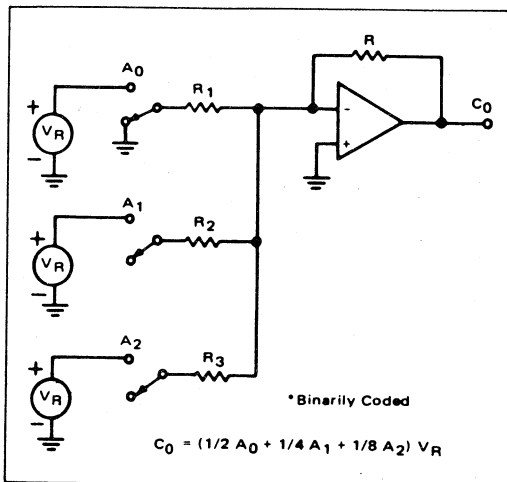 R
A0
R1
C0
+
VR
−
-
+
A1
R2
+
VR
−
A2
R3
+
VR
−
*Binarily Coded
C0 = (1/2 A0 + 1/4 A1 + 1/8 A2) VR